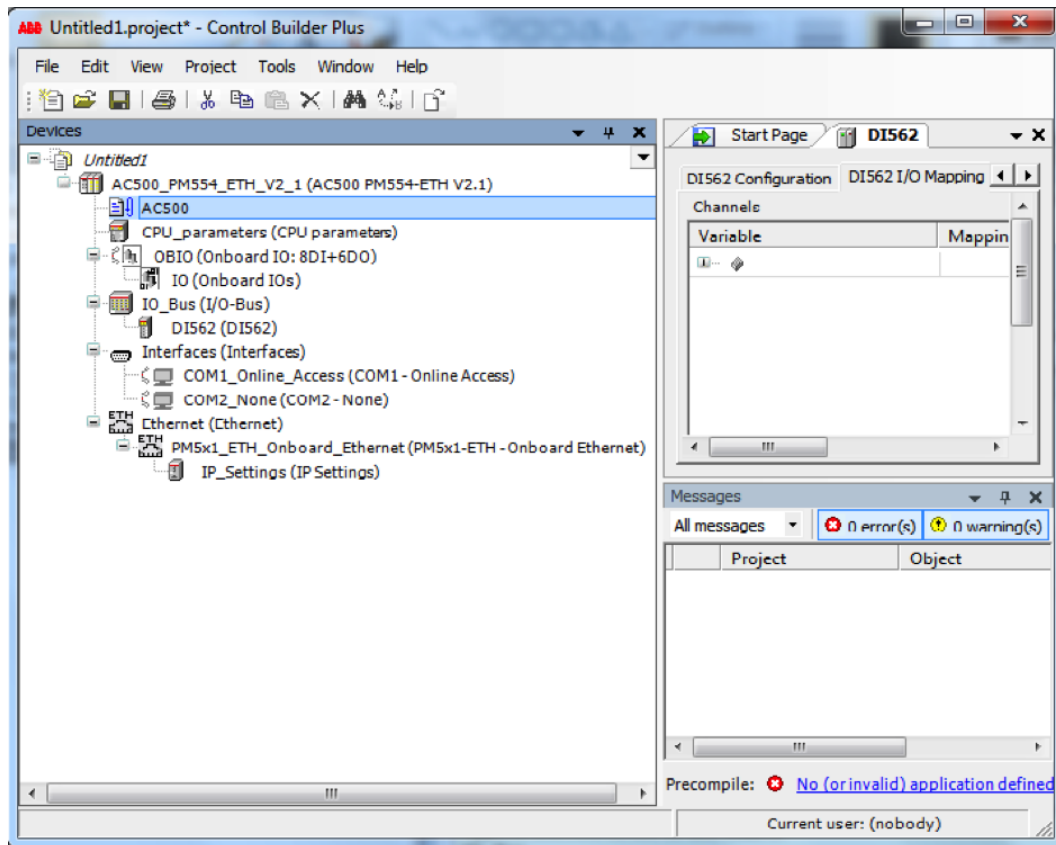 ABB Untitled1.project* - Control Builder Plus
File Edit View Project Tools Window Help
Devices
Untitled1
AC500_PM554_ETH_V2_1 (AC500 PM554-ETH V2.1)
AC500
CPU_parameters (CPU parameters)
OBIO (Onboard IO: 8DI+6DO)
IO (Onboard IOs)
IO_Bus (I/O-Bus)
DI562 (DI562)
Interfaces (Interfaces)
COM1_Online_Access (COM1 - Online Access)
COM2_None (COM2 - None)
ETH Ethernet (Ethernet)
ETH PM5x1_ETH_Onboard_Ethernet (PM5x1-ETH - Onboard Ethernet)
IP_Settings (IP Settings)
Start Page DI562
DI562 Configuration DI562 I/O Mapping
Channels
Variable Mappin
Messages
All messages 0 error(s) 0 warning(s)
Project Object
Precompile: No (or invalid) application defined
Current user: (nobody)